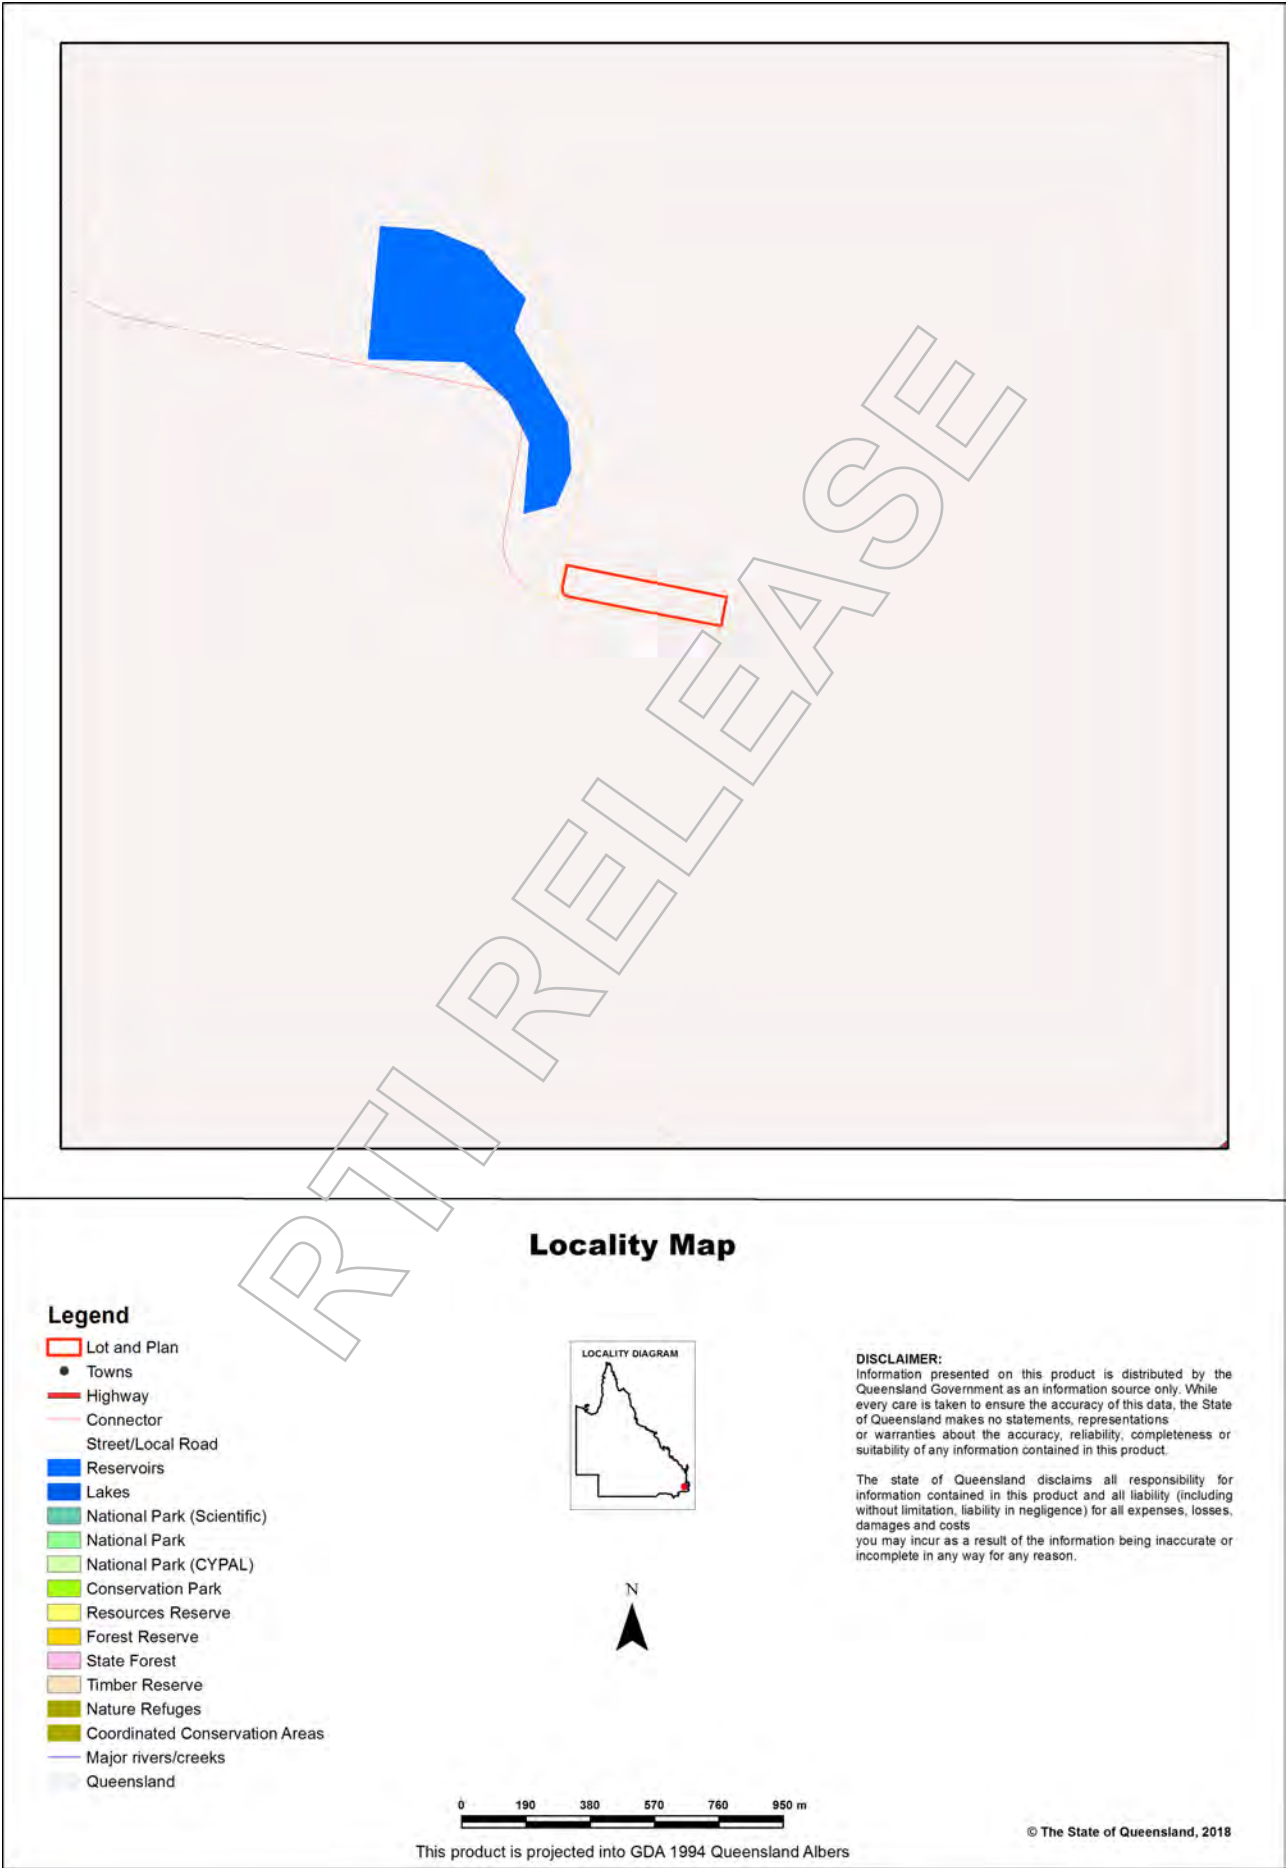 RTI RELEASE
Locality Map
Legend
Lot and Plan
Towns
Highway
Connector
Street/Local Road
Reservoirs
Lakes
National Park (Scientific)
National Park
National Park (CYPAL)
Conservation Park
Resources Reserve
Forest Reserve
State Forest
Timber Reserve
Nature Refuges
Coordinated Conservation Areas
Major rivers/creeks
Queensland
LOCALITY DIAGRAM
N
0 190 380 570 760 950 m
This product is projected into GDA 1994 Queensland Albers
DISCLAIMER:
Information presented on this product is distributed by the
Queensland Government as an information source only. While
every care is taken to ensure the accuracy of this data, the State
of Queensland makes no statements, representations
or warranties about the accuracy, reliability, completeness or
suitability of any information contained in this product.
The state of Queensland disclaims all responsibility for
information contained in this product and all liability (including
without limitation, liability in negligence) for all expenses, losses,
damages and costs
you may incur as a result of the information being inaccurate or
incomplete in any way for any reason.
© The State of Queensland, 2018